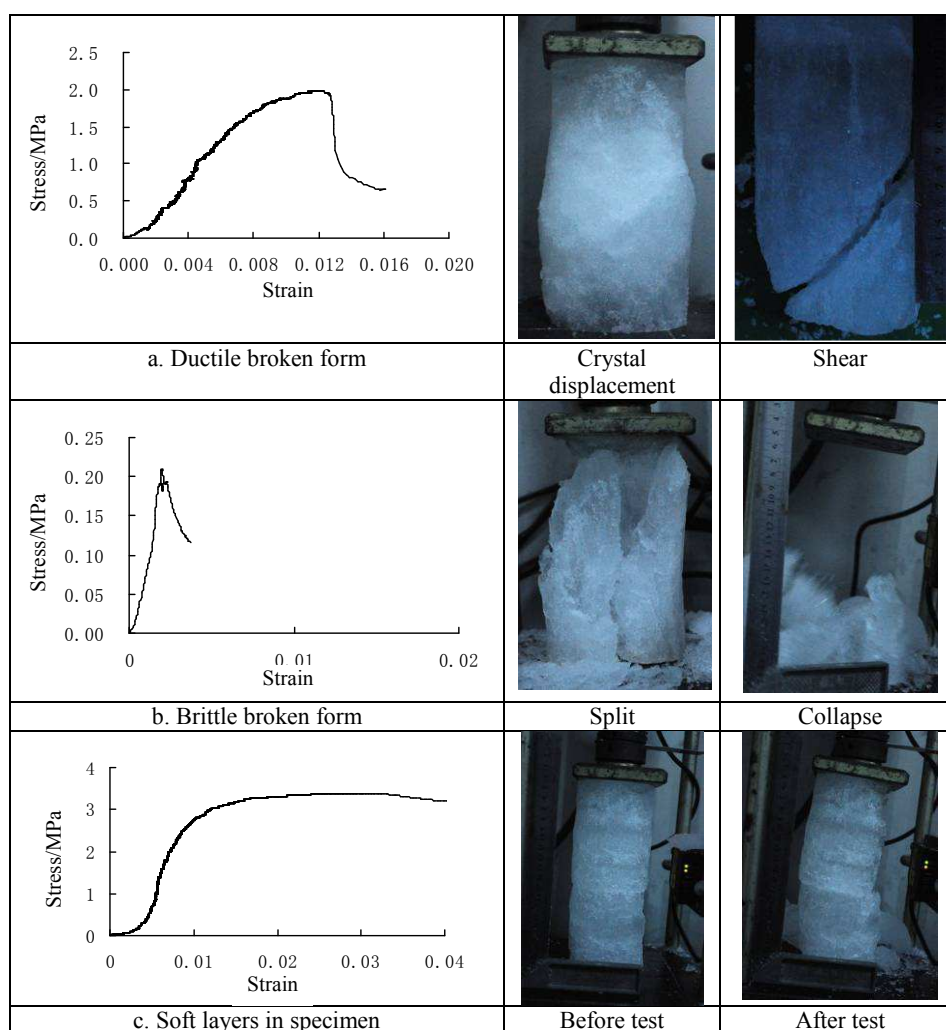 2.5
2.0
1.5
1.0
0.5
0.0
Stress/MPa
0.000 0.004 0.008 0.012 0.016 0.020
Strain
a. Ductile broken form
Crystal
displacement
Shear
0.25
0.20
0.15
0.10
0.05
0.00
Stress/MPa
0 0.01 0.02
Strain
b. Brittle broken form
Split
Collapse
4
3
2
1
0
Stress/MPa
0 0.01 0.02 0.03 0.04
Strain
c. Soft layers in specimen
Before test
After test